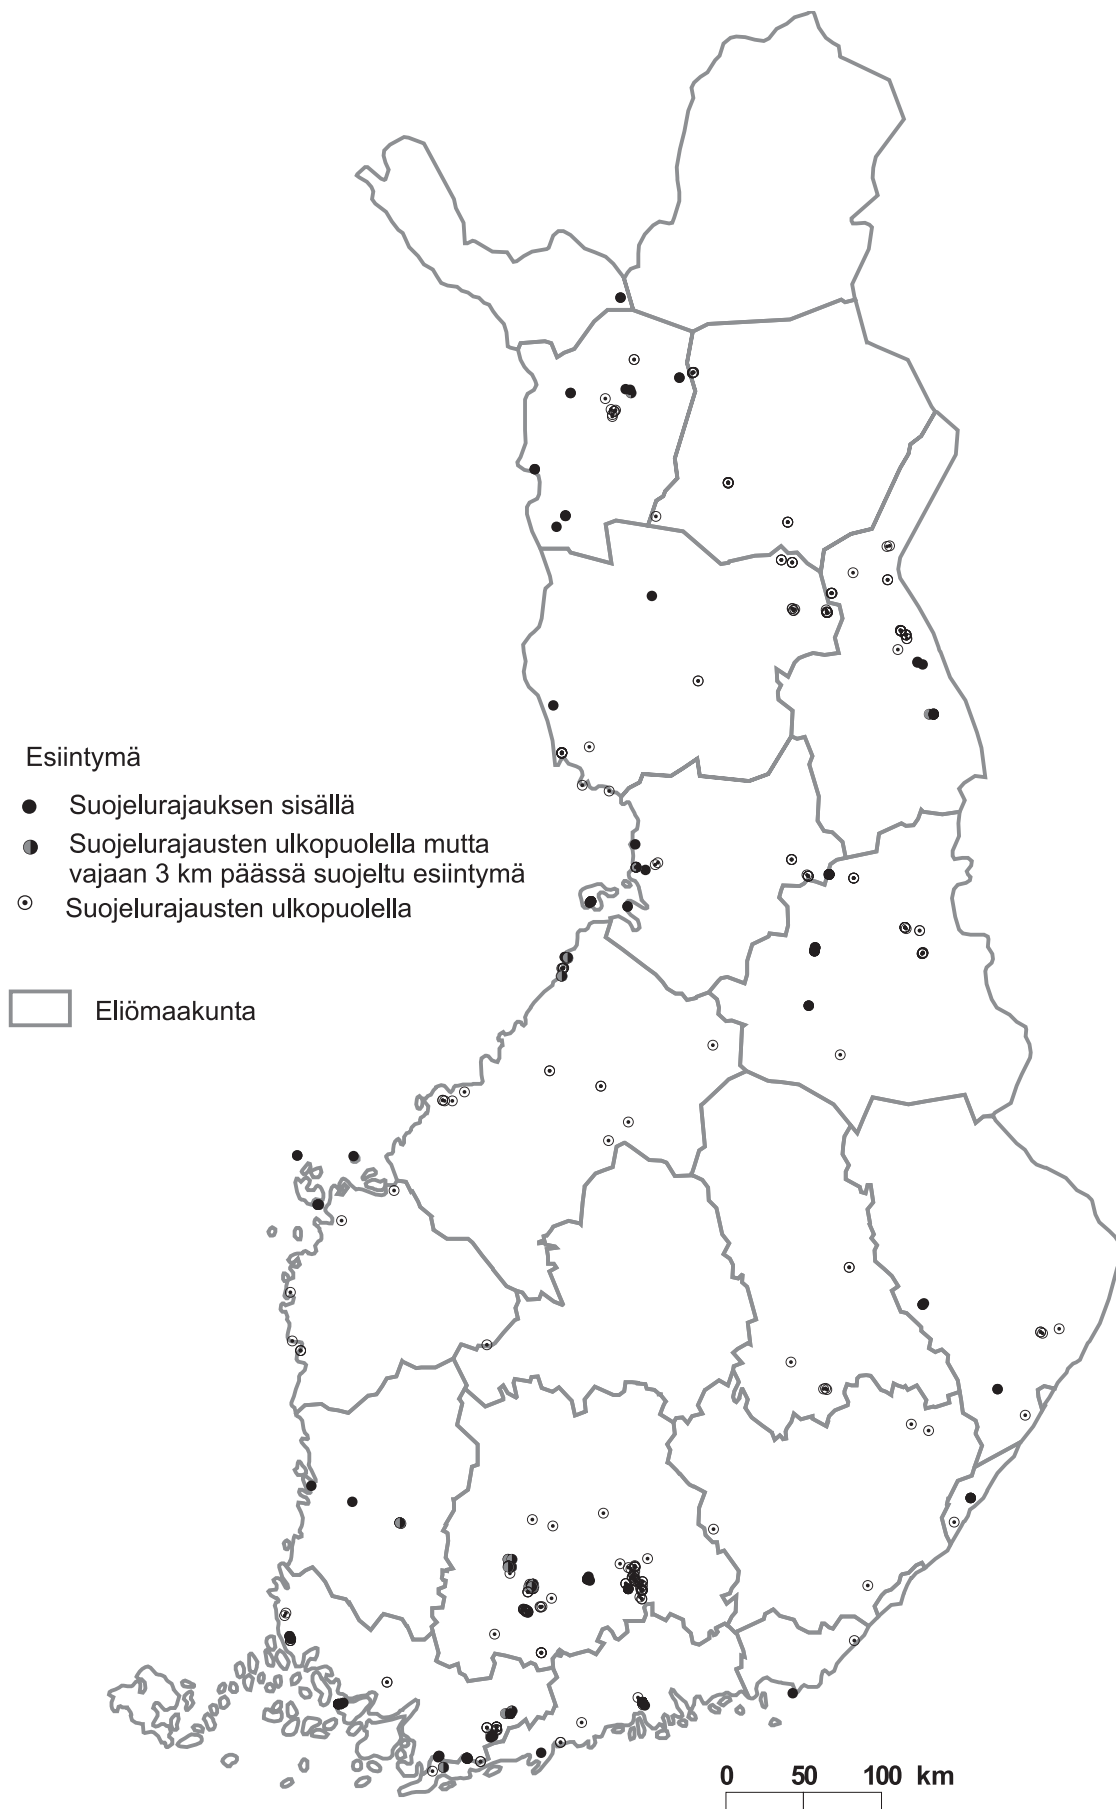 Esiintymä
Suojelurajauksen sisällä
Suojelurajausten ulkopuolella mutta
vajaan 3 km päässä suojeltu esiintymä
Suojelurajausten ulkopuolella
Eliömaakunta
0 50 100 km